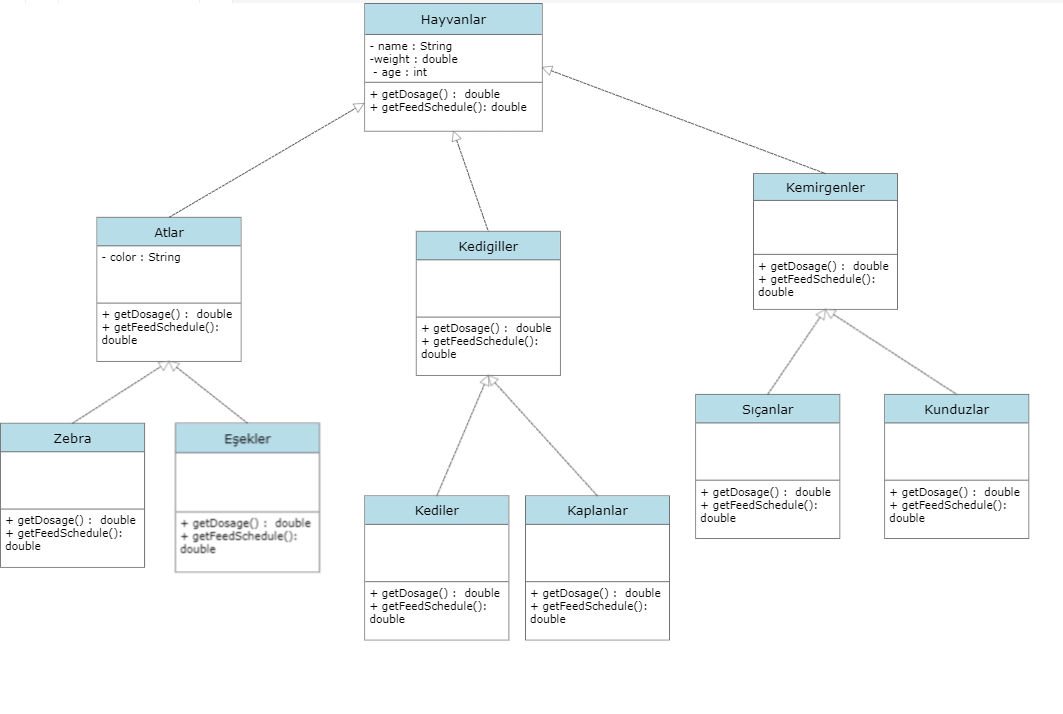 Hayvanlar
- name : String
-weight : double
- age : int
+ getDosage() : double
+ getFeedSchedule(): double
Atlar
- color : String
+ getDosage() : double
+ getFeedSchedule():
double
Kedigiller
+ getDosage() : double
+ getFeedSchedule():
double
Kemirgenler
+ getDosage() : double
+ getFeedSchedule():
double
Zebra
+ getDosage() : double
+ getFeedSchedule():
double
Eşekler
+ getDosage() : double
+ getFeedSchedule():
double
Kediler
+ getDosage() : double
+ getFeedSchedule():
double
Kaplanlar
+ getDosage() : double
+ getFeedSchedule():
double
Sıçanlar
+ getDosage() : double
+ getFeedSchedule():
double
Kunduzlar
+ getDosage() : double
+ getFeedSchedule():
double